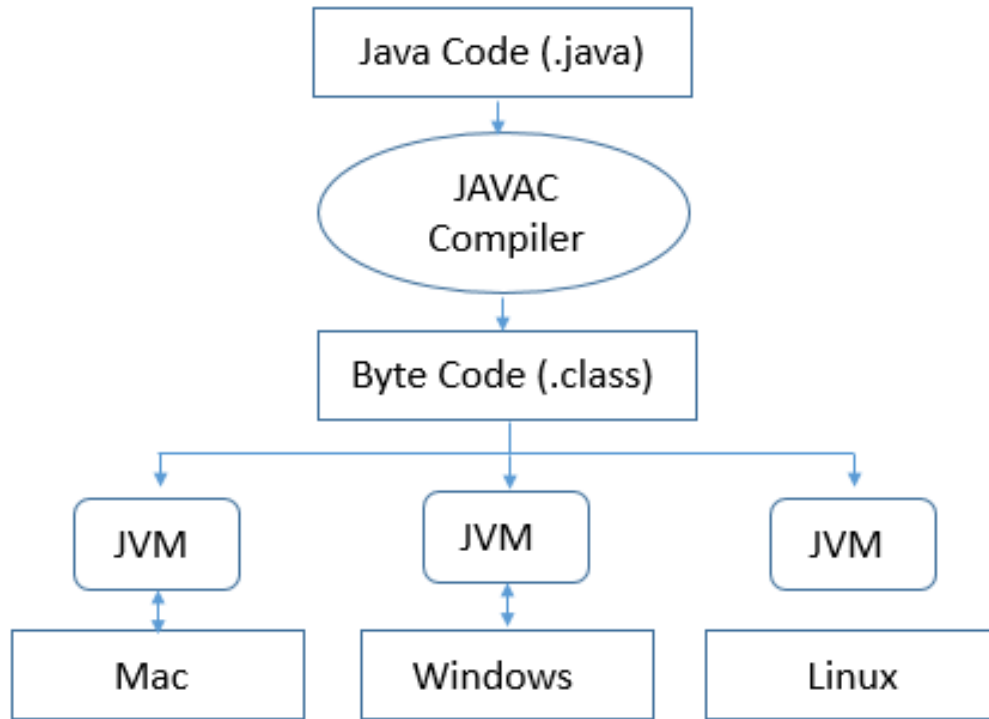 Java Code (.java)
JAVAC
Compiler
Byte Code (.class)
JVM
JVM
JVM
Mac
Windows
Linux